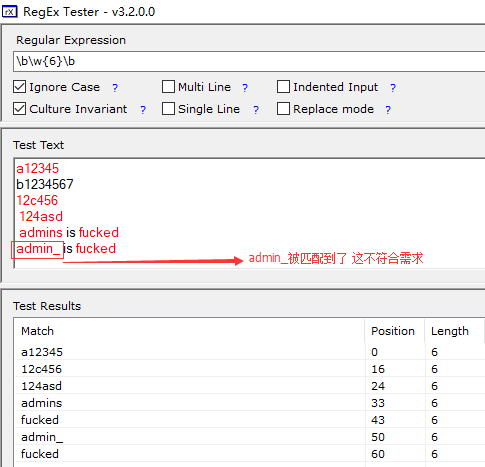 RegEx Tester - v3.2.0.0
Regular Expression
\b\w{6}\b
Ignore Case ? Multi Line ? Indented Input ?
Culture Invariant ? Single Line ? Replace mode ?
Test Text
a12345
b1234567
12c456
124asd
admins is fucked
admin_ is fucked admin_被匹配到了 这不符合需求
Test Results
Match Position Length
a12345 0 6
12c456 16 6
124asd 24 6
admins 33 6
fucked 43 6
admin_ 50 6
fucked 60 6